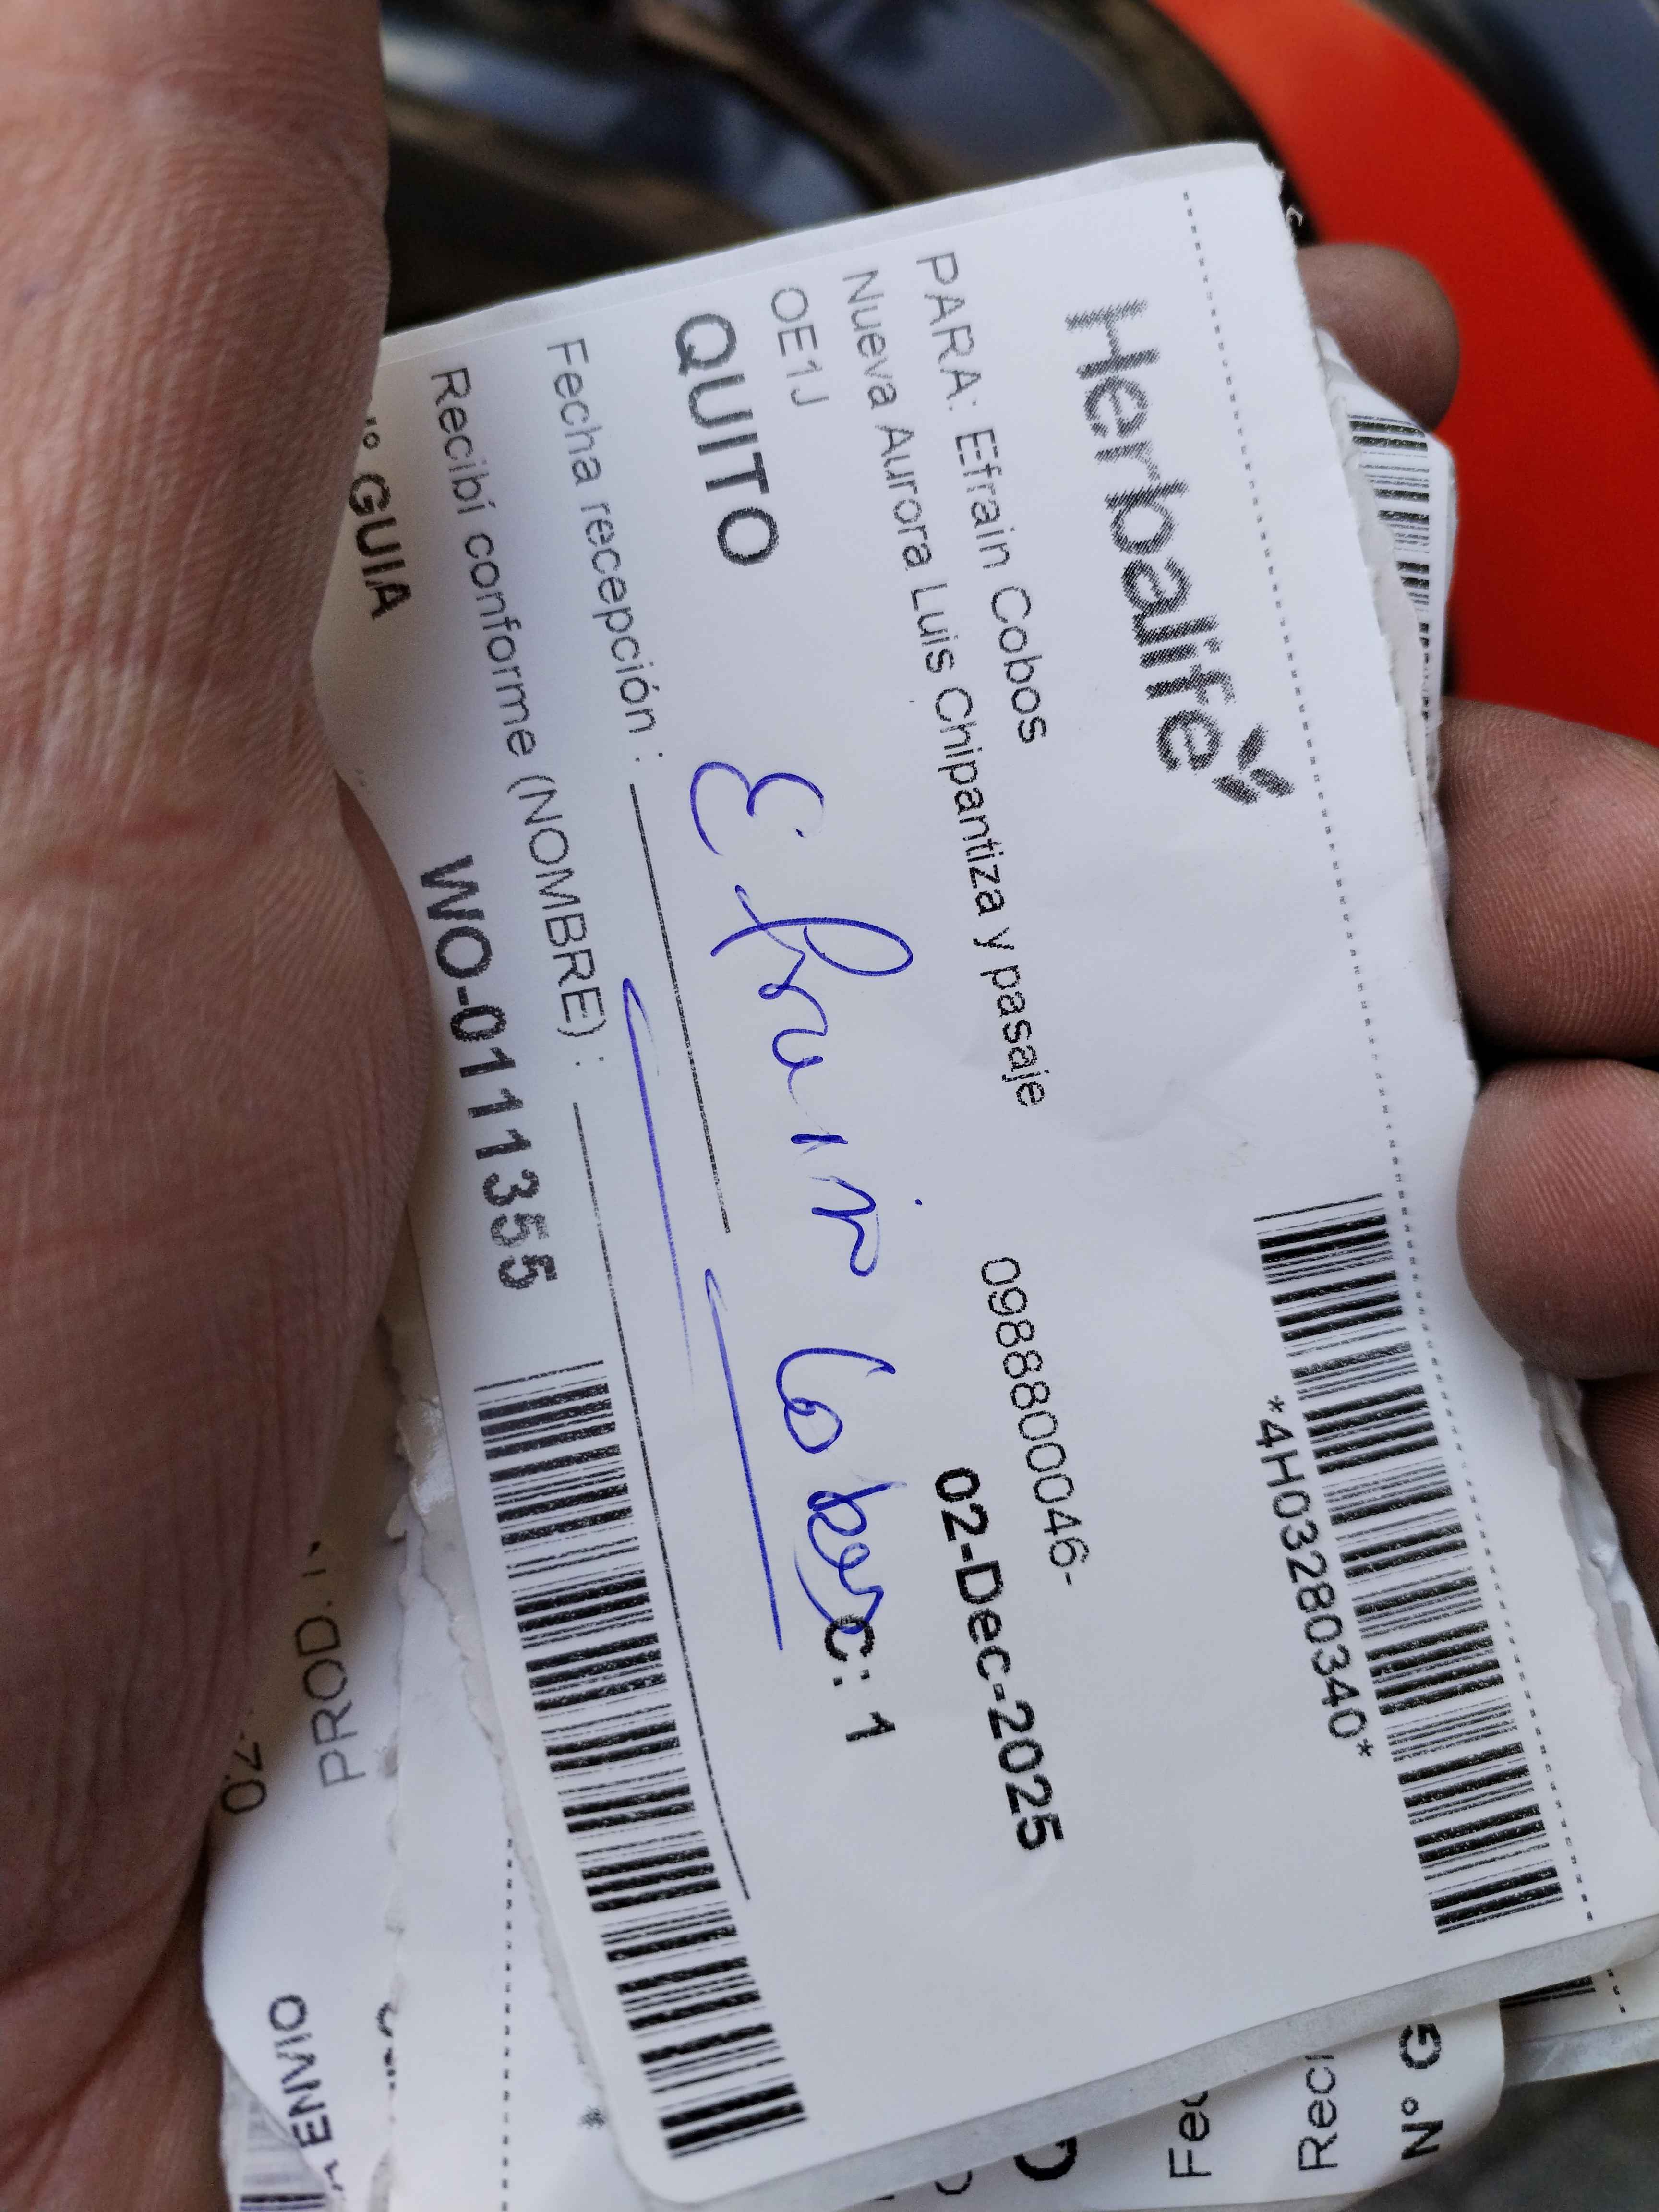 Herbalife
*4H03280340*
PARA: Efrain Cobos
Nueva Aurora Luis Chipantiza y pasaje
OE1J
0988800046-
02-Dec-2025
QUITO
C: 1
Efrain Cobos
Fecha recepción :
Recibí conforme (NOMBRE) :
N° GUIA
WO-0111355
PROD.
ENVIO
N° G